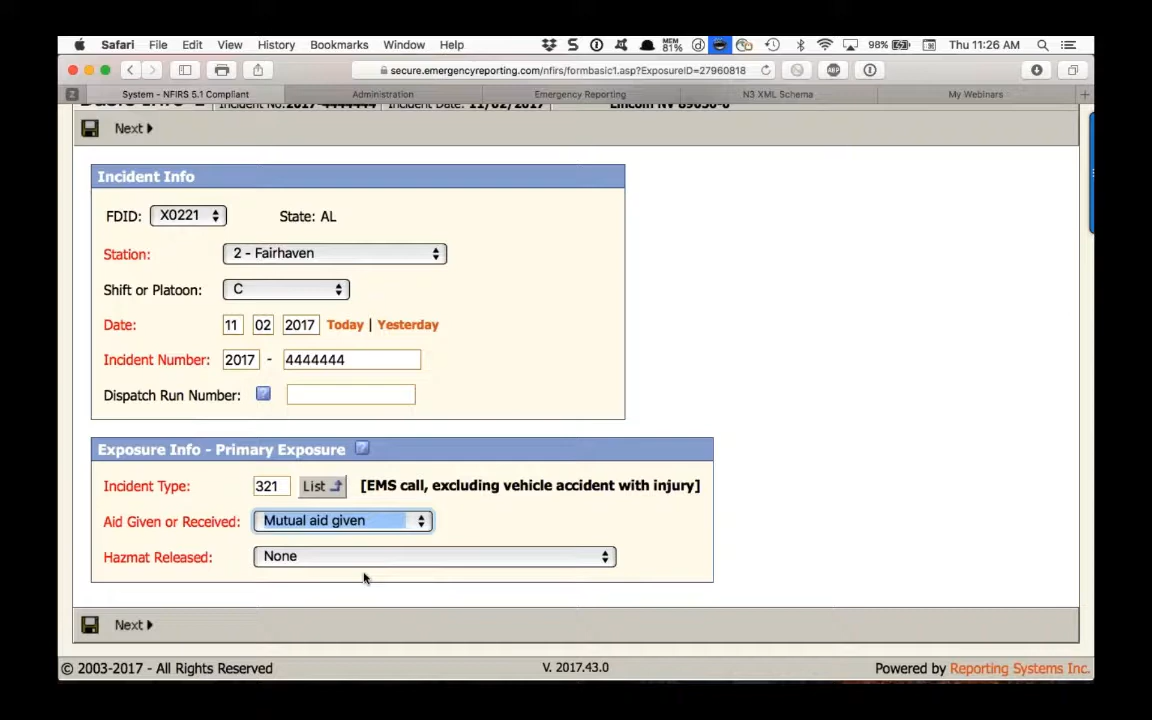 Safari File Edit View History Bookmarks Window Help MEM 81% 98% Thu 11:26 AM
secure.emergencyreporting.com/nfirs/formbasic1.asp?ExposureID=27960818 ABP
Z System - NFIRS 5.1 Compliant Administration Emergency Reporting N3 XML Schema My Webinars +
Next
Incident Info
FDID: X0221 State: AL
Station: 2 - Fairhaven
Shift or Platoon: C
Date: 11 02 2017 Today | Yesterday
Incident Number: 2017 - 4444444
Dispatch Run Number: ?
Exposure Info - Primary Exposure ?
Incident Type: 321 List [EMS call, excluding vehicle accident with injury]
Aid Given or Received: Mutual aid given
Hazmat Released: None
Next
© 2003-2017 - All Rights Reserved V. 2017.43.0 Powered by Reporting Systems Inc.